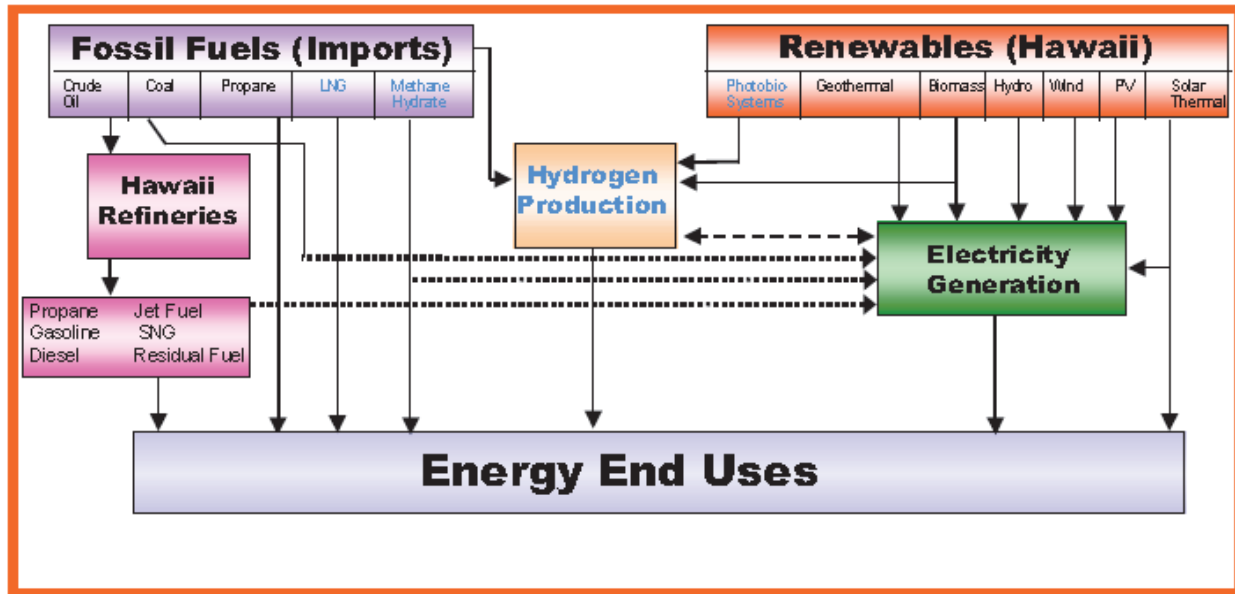 Fossil Fuels (Imports)
Crude
Oil
Coal
Propane
LNG
Methane
Hydrate
Renewables (Hawaii)
Photobio
Systems
Geothermal
Biomass
Hydro
Wind
PV
Solar
Thermal
Hawaii
Refineries
Hydrogen
Production
Electricity
Generation
Propane Jet Fuel
Gasoline SNG
Diesel Residual Fuel
Energy End Uses